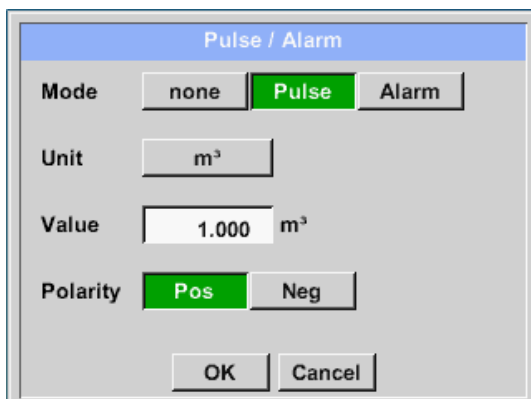 Pulse / Alarm
Mode none Pulse Alarm
Unit m³
Value 1.000 m³
Polarity Pos Neg
OK Cancel